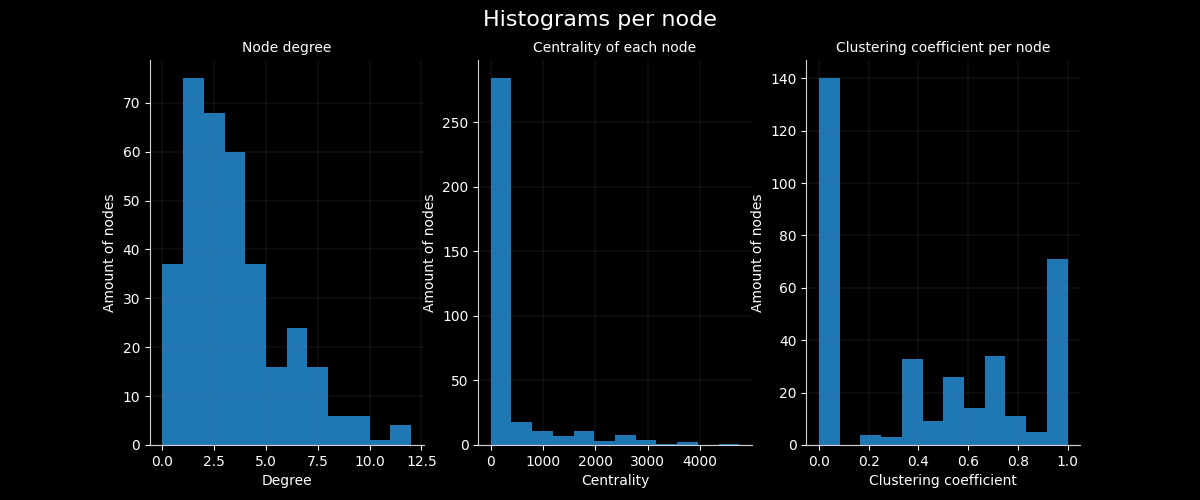 Histograms per node
Node degree
Amount of nodes
70
60
50
40
30
20
10
0
0.0 2.5 5.0 7.5 10.0 12.5
Degree
Centrality of each node
Amount of nodes
250
200
150
100
50
0
0 1000 2000 3000 4000
Centrality
Clustering coefficient per node
Amount of nodes
140
120
100
80
60
40
20
0
0.0 0.2 0.4 0.6 0.8 1.0
Clustering coefficient